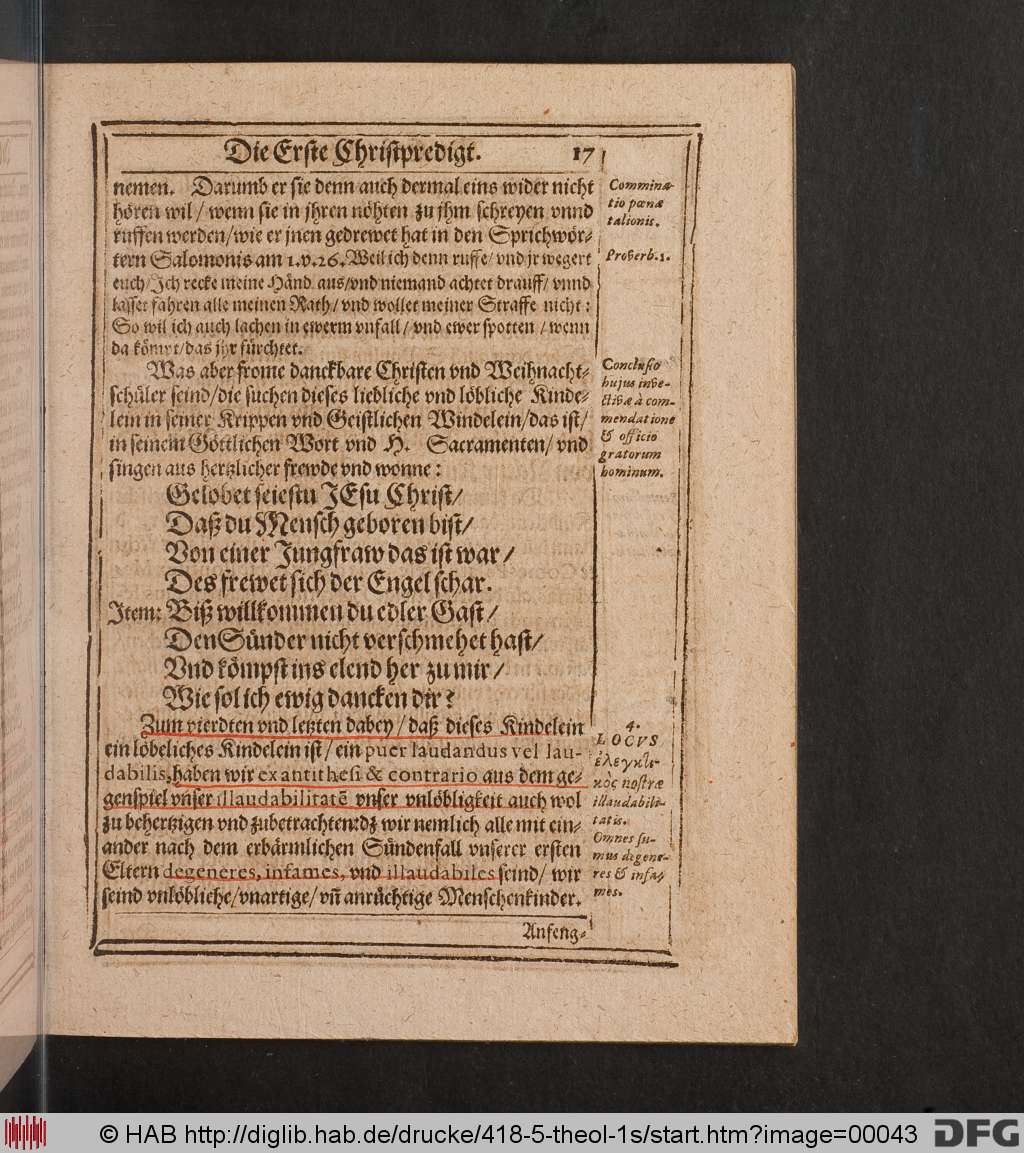 Die Erste Christpredigt. 17
nemen. Darumb er sie denn auch dermal eins wider nicht
hören wil / wenn sie in jhren nöhten zu jhm schreyen vnnd
ruffen werden / wie er jnen gedrewet hat in den Sprichwör-
tern Salomonis am 1. v. 26. Weil ich denn ruffe / vnd jr wegert
euch / Ich recke meine Händ aus / vnd niemand achtet drauff / vnnd
lasset fahren alle meinen Rath / vnd wollet meiner Straffe nicht:
So wil ich auch lachen in ewerm vnfall / vnd ewer spotten / wenn
da kömpt / das jhr fürchtet.
Comminа-
tio pœnæ
talionis.
Proverb. 1.
Was aber frome danckbare Christen vnd Weihnacht-
schüler seind / die suchen dieses liebliche vnd löbliche Kinde-
lein in seiner Krippen vnd Geistlichen Windelein / das ist /
in seinem Göttlichen Wort vnd H. Sacramenten / vnd
singen aus hertzlicher frewde vnd wonne:
Conclusio
hujus inve-
ctivæ à com-
mendatione
& officio
gratorum
hominum.
Gelobet seiestu JEsu Christ /
Daß du Mensch geboren bist /
Von einer Jungfraw das ist war /
Des frewet sich der Engel schar.
Item: Biß willkommen du edler Gast /
Den Sünder nicht verschmehet hast /
Vnd kömpst ins elend her zu mir /
Wie sol ich ewig dancken dir?
Zum vierdten vnd letzten dabey / daß dieses Kindelein
ein löbeliches Kindelein ist / ein puer laudandus vel lau-
dabilis, haben wir ex antithesi & contrario aus dem ge-
genspiel vnser illaudabilitatē vnser vnlöbligkeit auch wol
zu behertzigen vnd zubetrachten: dz wir nemlich alle mit ein-
ander nach dem erbärmlichen Sündenfall vnserer ersten
Eltern degeneres, infames, vnd illaudabiles seind / wir
seind vnlöbliche / vnartige / vn̄ anrüchtige Menschenkinder.
4.
LOCVS
ἐλεγκτι-
κὸς nostræ
illaudabili-
tatis.
Omnes su-
mus degene-
res & infa-
mes.
Anfeng-
© HAB http://diglib.hab.de/drucke/418-5-theol-1s/start.htm?image=00043 DFG